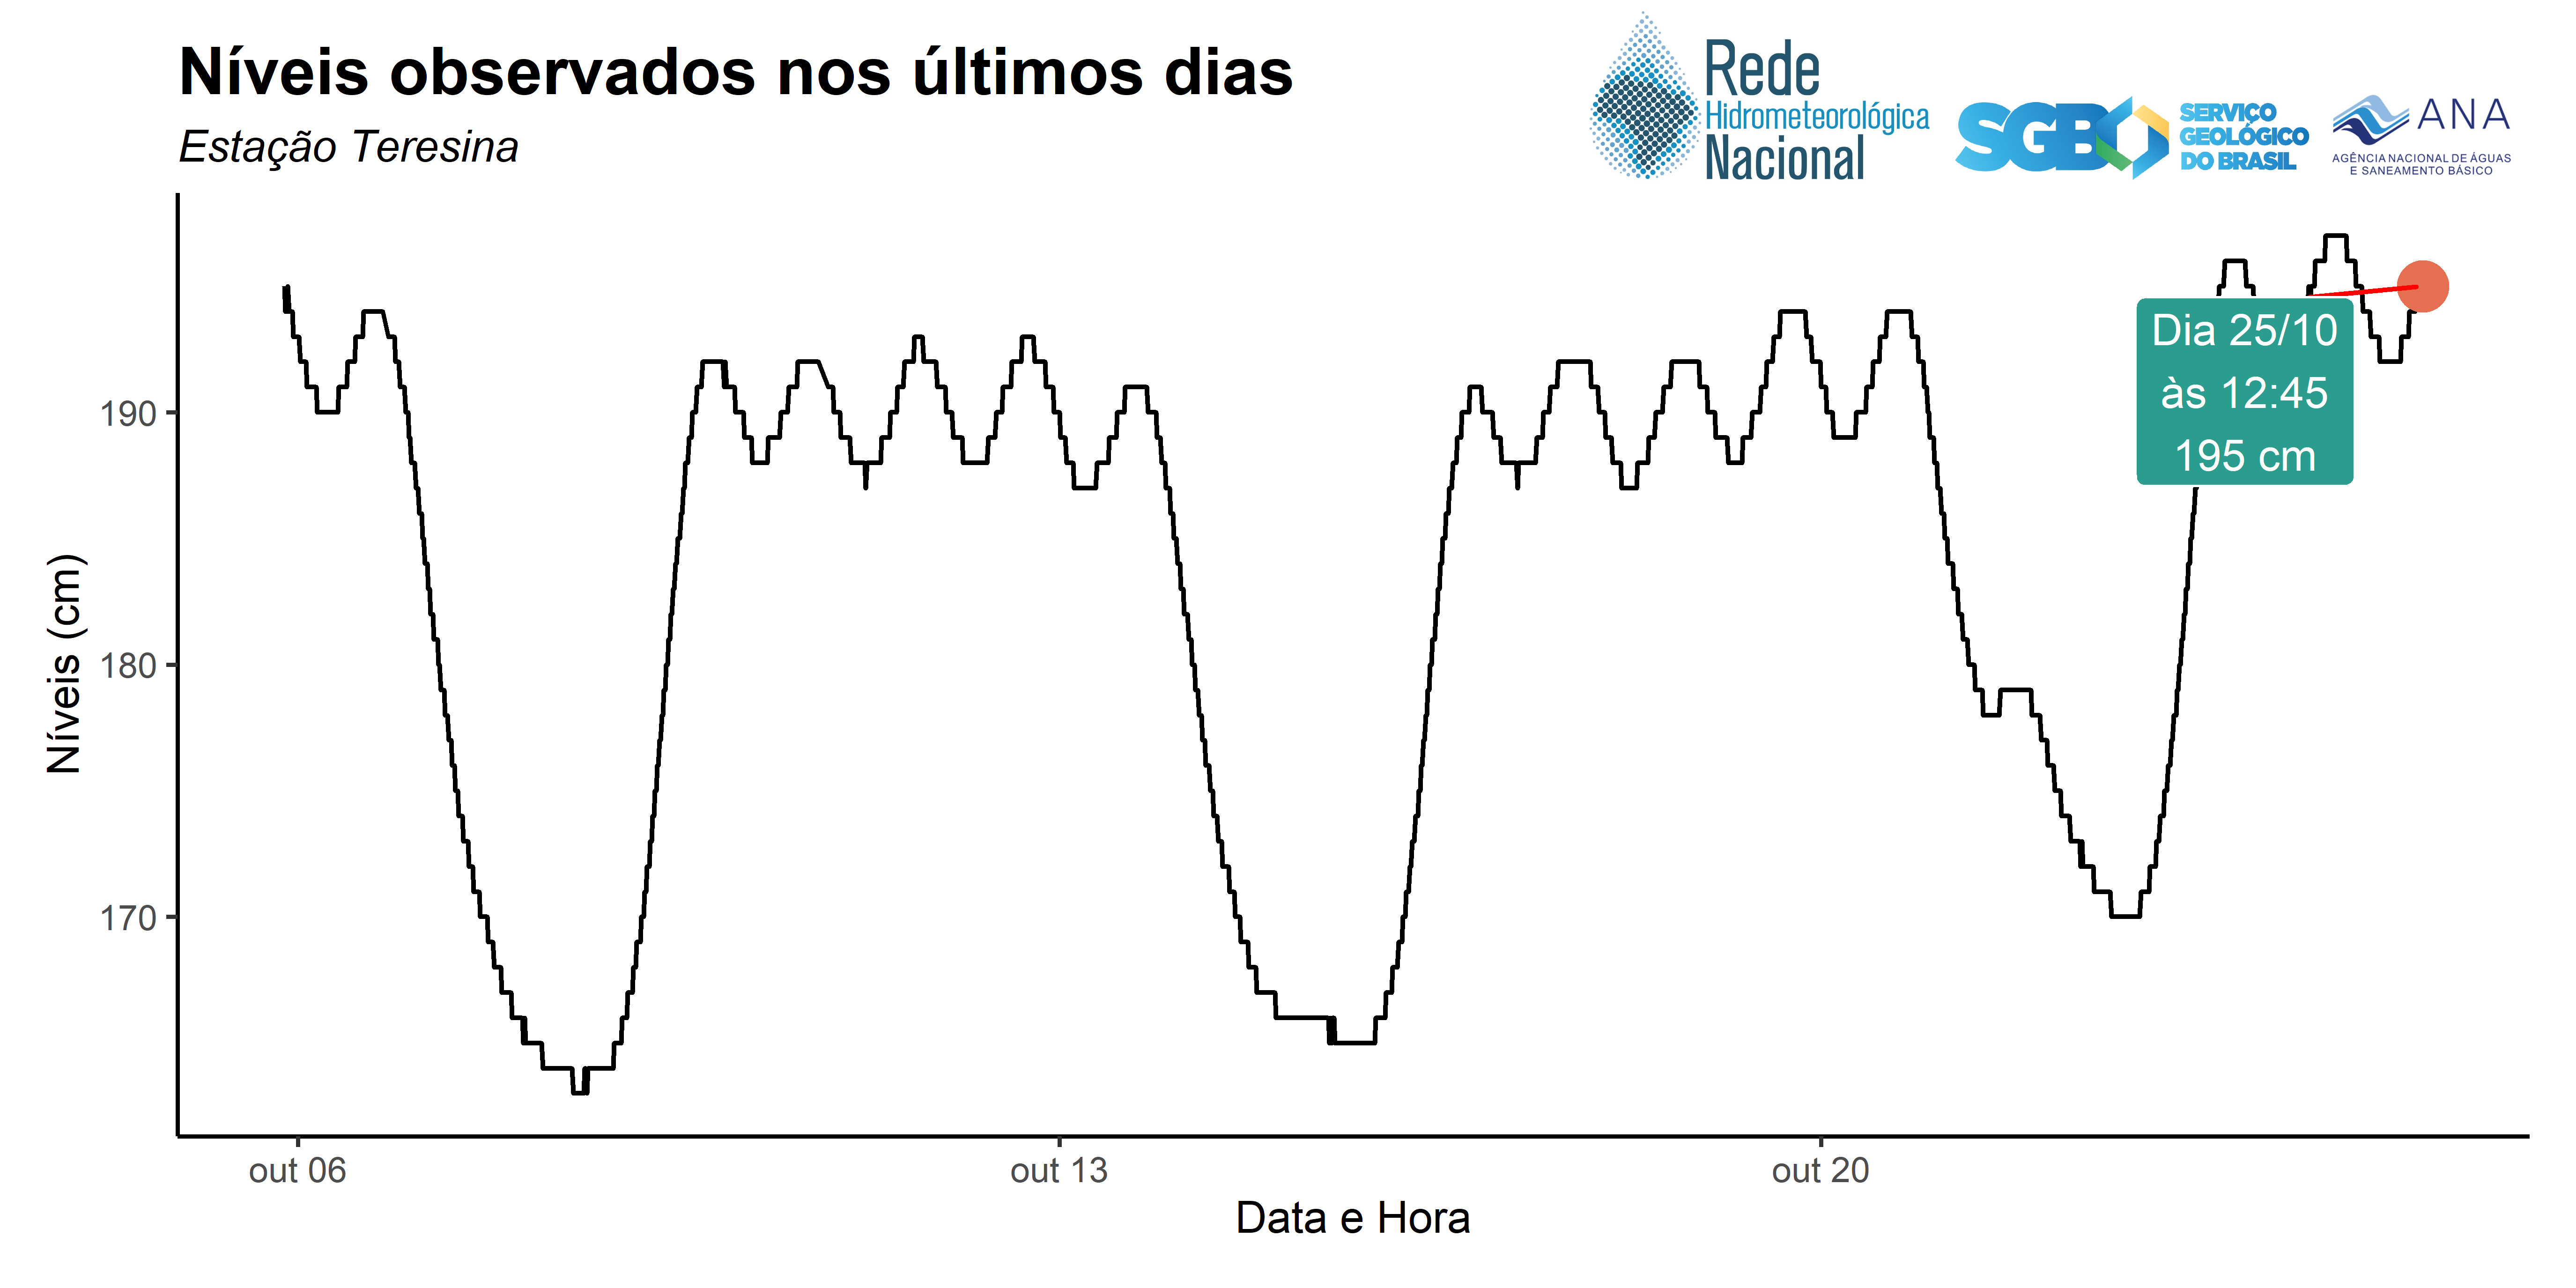 Níveis observados nos últimos dias
Estação Teresina
Rede
Hidrometeorológica
Nacional
SGB
SERVIÇO
GEOLÓGICO
DO BRASIL
ANA
AGÊNCIA NACIONAL DE ÁGUAS
E SANEAMENTO BÁSICO
Níveis (cm)
190
180
170
Dia 25/10
às 12:45
195 cm
out 06
out 13
out 20
Data e Hora